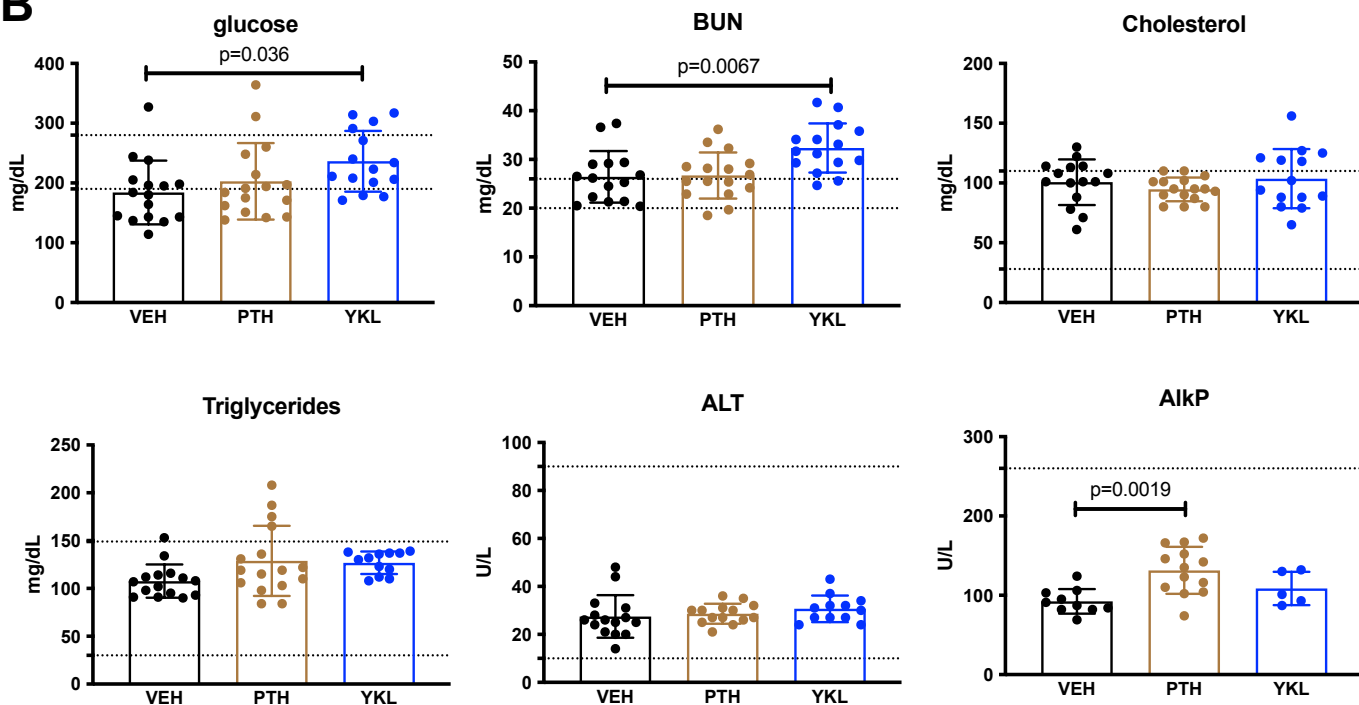 B
glucose
p=0.036
mg/dL
400
300
200
100
0
VEH PTH YKL
BUN
p=0.0067
mg/dL
50
40
30
20
10
0
VEH PTH YKL
Cholesterol
mg/dL
200
150
100
50
0
VEH PTH YKL
Triglycerides
mg/dL
250
200
150
100
50
0
VEH PTH YKL
ALT
U/L
100
80
60
40
20
0
VEH PTH YKL
AlkP
p=0.0019
U/L
300
200
100
0
VEH PTH YKL